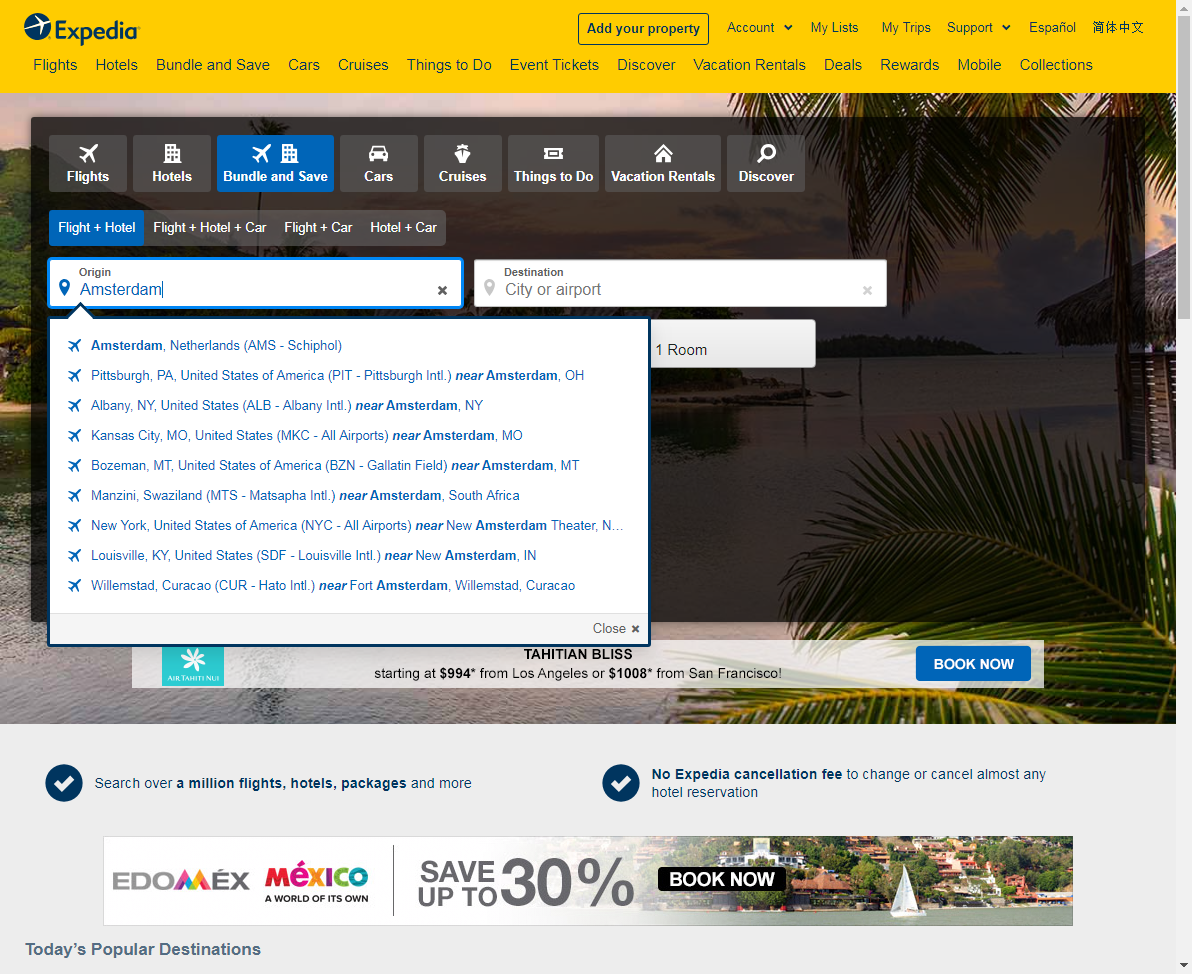 Expedia
Add your property
Account
My Lists
My Trips
Support
Español
简体中文
Flights
Hotels
Bundle and Save
Cars
Cruises
Things to Do
Event Tickets
Discover
Vacation Rentals
Deals
Rewards
Mobile
Collections
Flights
Hotels
Bundle and Save
Cars
Cruises
Things to Do
Vacation Rentals
Discover
Flight + Hotel
Flight + Hotel + Car
Flight + Car
Hotel + Car
Origin
Amsterdam
Destination
City or airport
1 Room
Amsterdam, Netherlands (AMS - Schiphol)
Pittsburgh, PA, United States of America (PIT - Pittsburgh Intl.) near Amsterdam, OH
Albany, NY, United States (ALB - Albany Intl.) near Amsterdam, NY
Kansas City, MO, United States (MKC - All Airports) near Amsterdam, MO
Bozeman, MT, United States of America (BZN - Gallatin Field) near Amsterdam, MT
Manzini, Swaziland (MTS - Matsapha Intl.) near Amsterdam, South Africa
New York, United States of America (NYC - All Airports) near New Amsterdam Theater, N...
Louisville, KY, United States (SDF - Louisville Intl.) near New Amsterdam, IN
Willemstad, Curacao (CUR - Hato Intl.) near Fort Amsterdam, Willemstad, Curacao
Close
AIR TAHITI NUI
TAHITIAN BLISS
starting at $994* from Los Angeles or $1008* from San Francisco!
BOOK NOW
Search over a million flights, hotels, packages and more
No Expedia cancellation fee to change or cancel almost any
hotel reservation
EDOMÉX
MÉXICO
A WORLD OF ITS OWN
SAVE
UP TO 30%
BOOK NOW
Today's Popular Destinations